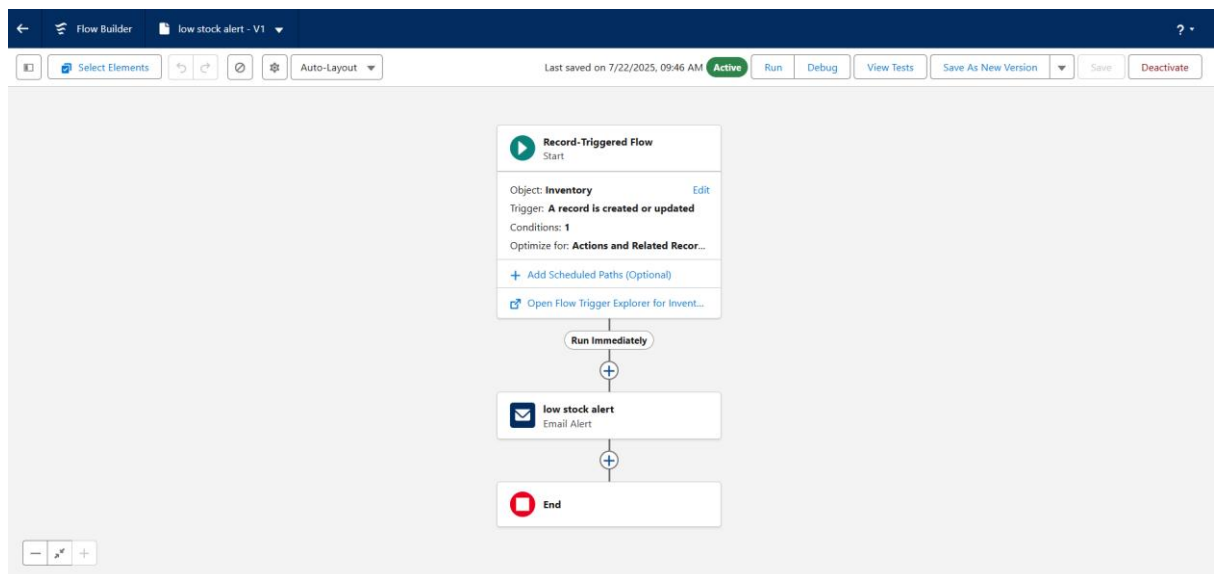 Flow Builder
low stock alert - V1
?
Select Elements
Auto-Layout
Last saved on 7/22/2025, 09:46 AM
Active
Run
Debug
View Tests
Save As New Version
Save
Deactivate
Record-Triggered Flow
Start
Object: Inventory
Edit
Trigger: A record is created or updated
Conditions: 1
Optimize for: Actions and Related Recor...
+ Add Scheduled Paths (Optional)
Open Flow Trigger Explorer for Invent...
Run Immediately
low stock alert
Email Alert
End